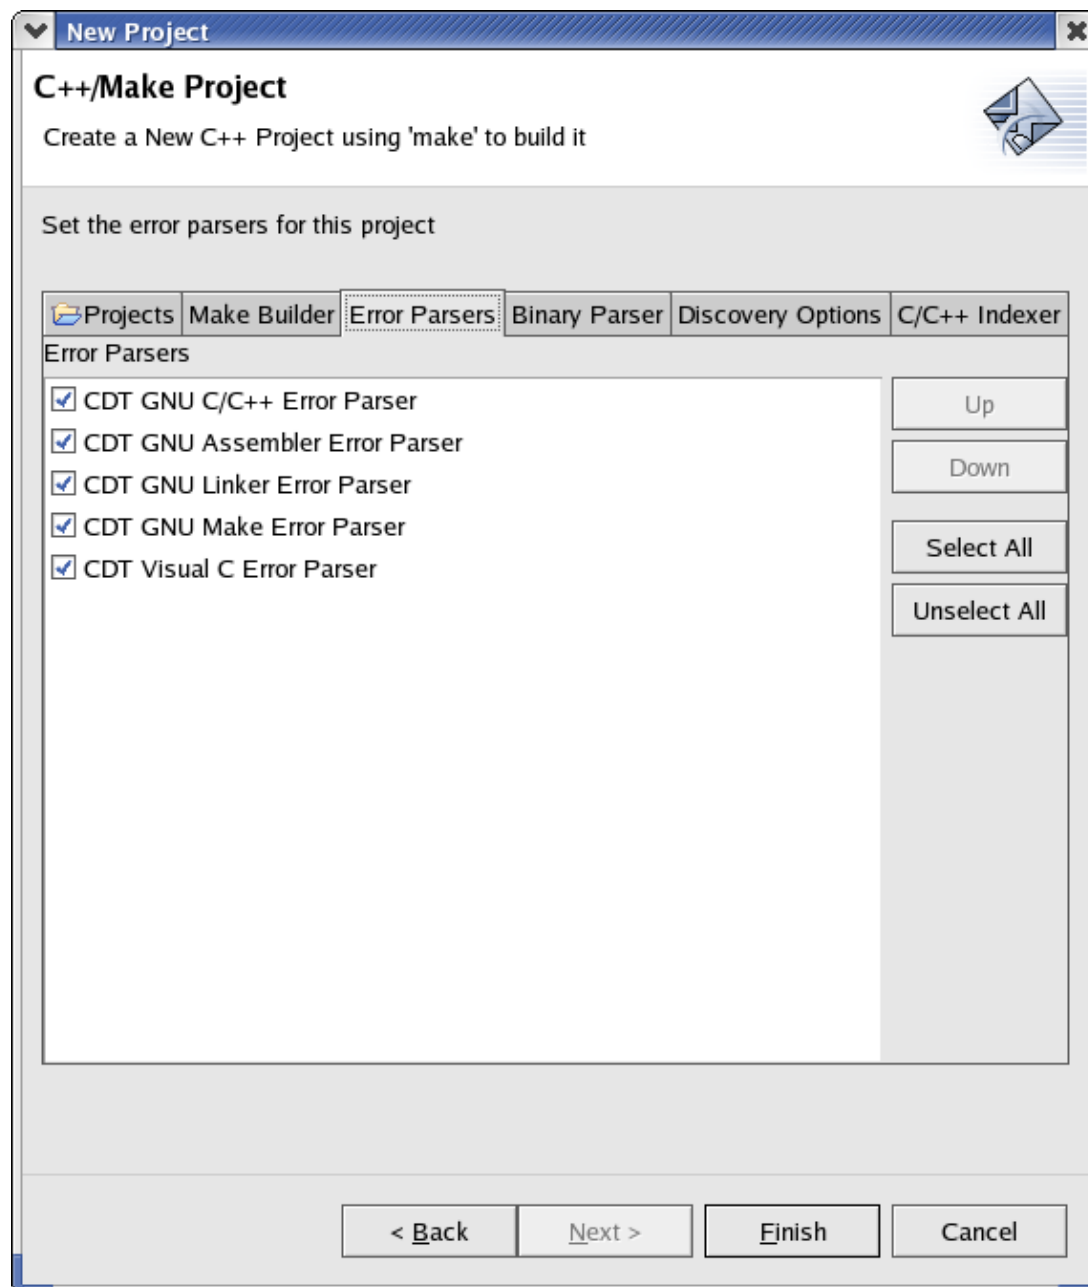 New Project
C++/Make Project
Create a New C++ Project using 'make' to build it
Set the error parsers for this project
Projects Make Builder Error Parsers Binary Parser Discovery Options C/C++ Indexer
Error Parsers
CDT GNU C/C++ Error Parser
CDT GNU Assembler Error Parser
CDT GNU Linker Error Parser
CDT GNU Make Error Parser
CDT Visual C Error Parser
Up
Down
Select All
Unselect All
< Back Next > Finish Cancel